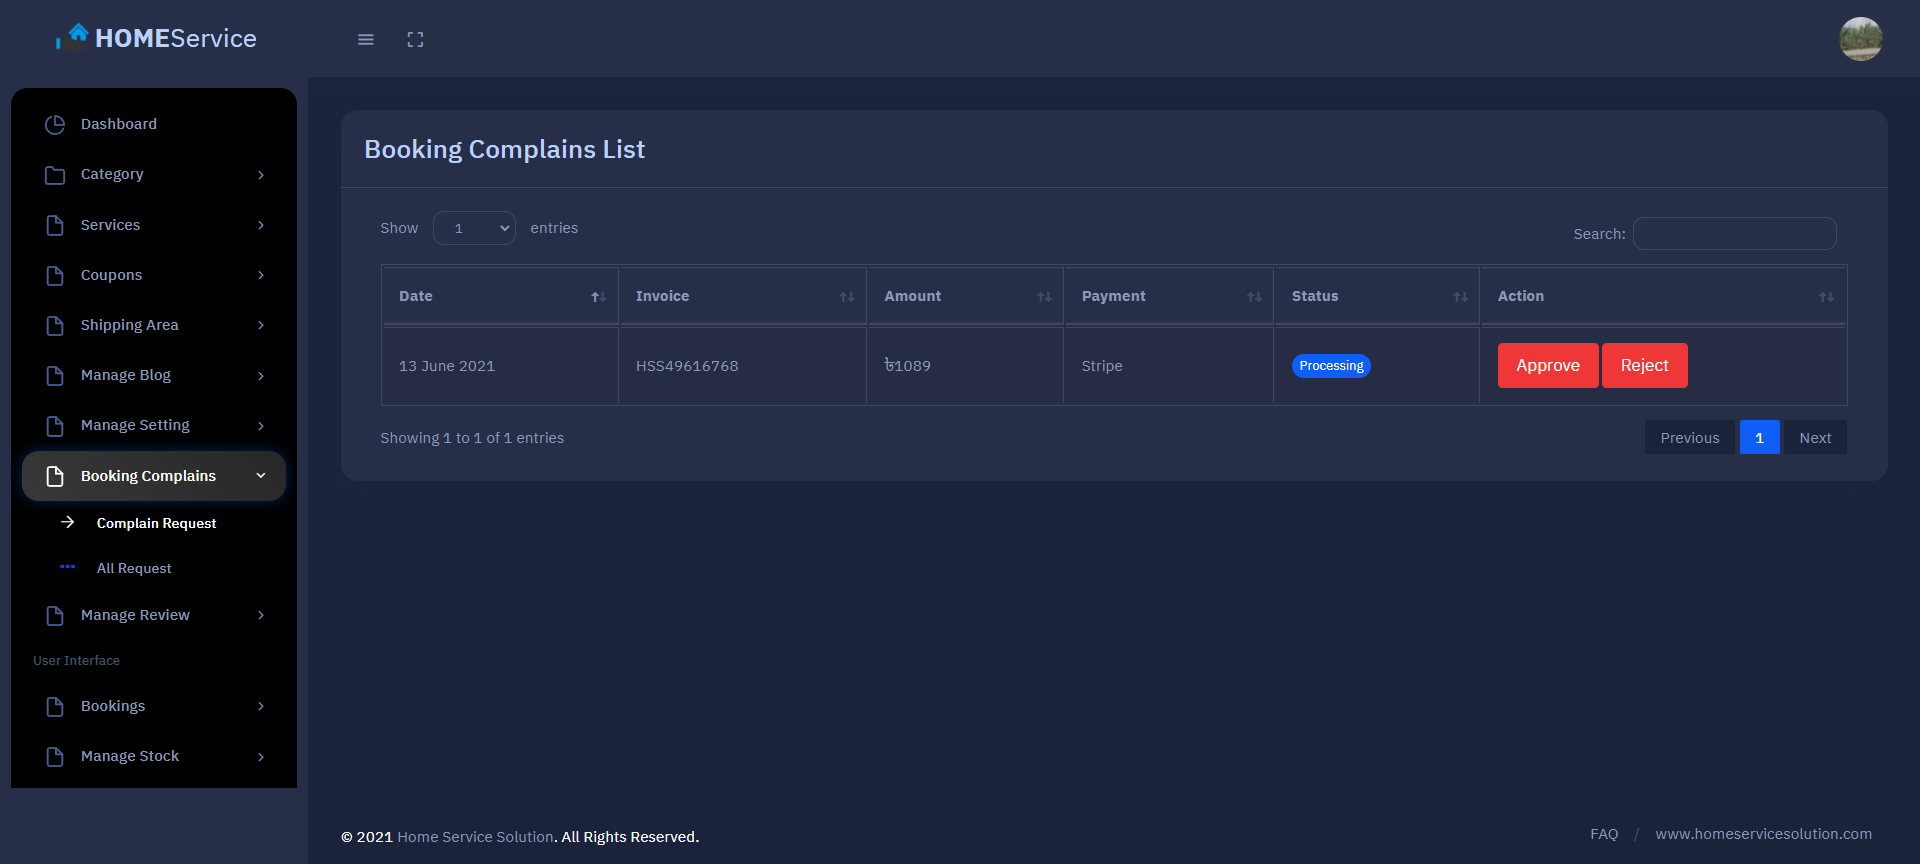 HOMEService
Dashboard
Category
Services
Coupons
Shipping Area
Manage Blog
Manage Setting
Booking Complains
Complain Request
All Request
Manage Review
User Interface
Bookings
Manage Stock
Booking Complains List
Show 1 entries
Search:
Date Invoice Amount Payment Status Action
13 June 2021 HSS49616768 ৳1089 Stripe Processing Approve Reject
Showing 1 to 1 of 1 entries
Previous 1 Next
© 2021 Home Service Solution. All Rights Reserved.
FAQ / www.homeservicesolution.com